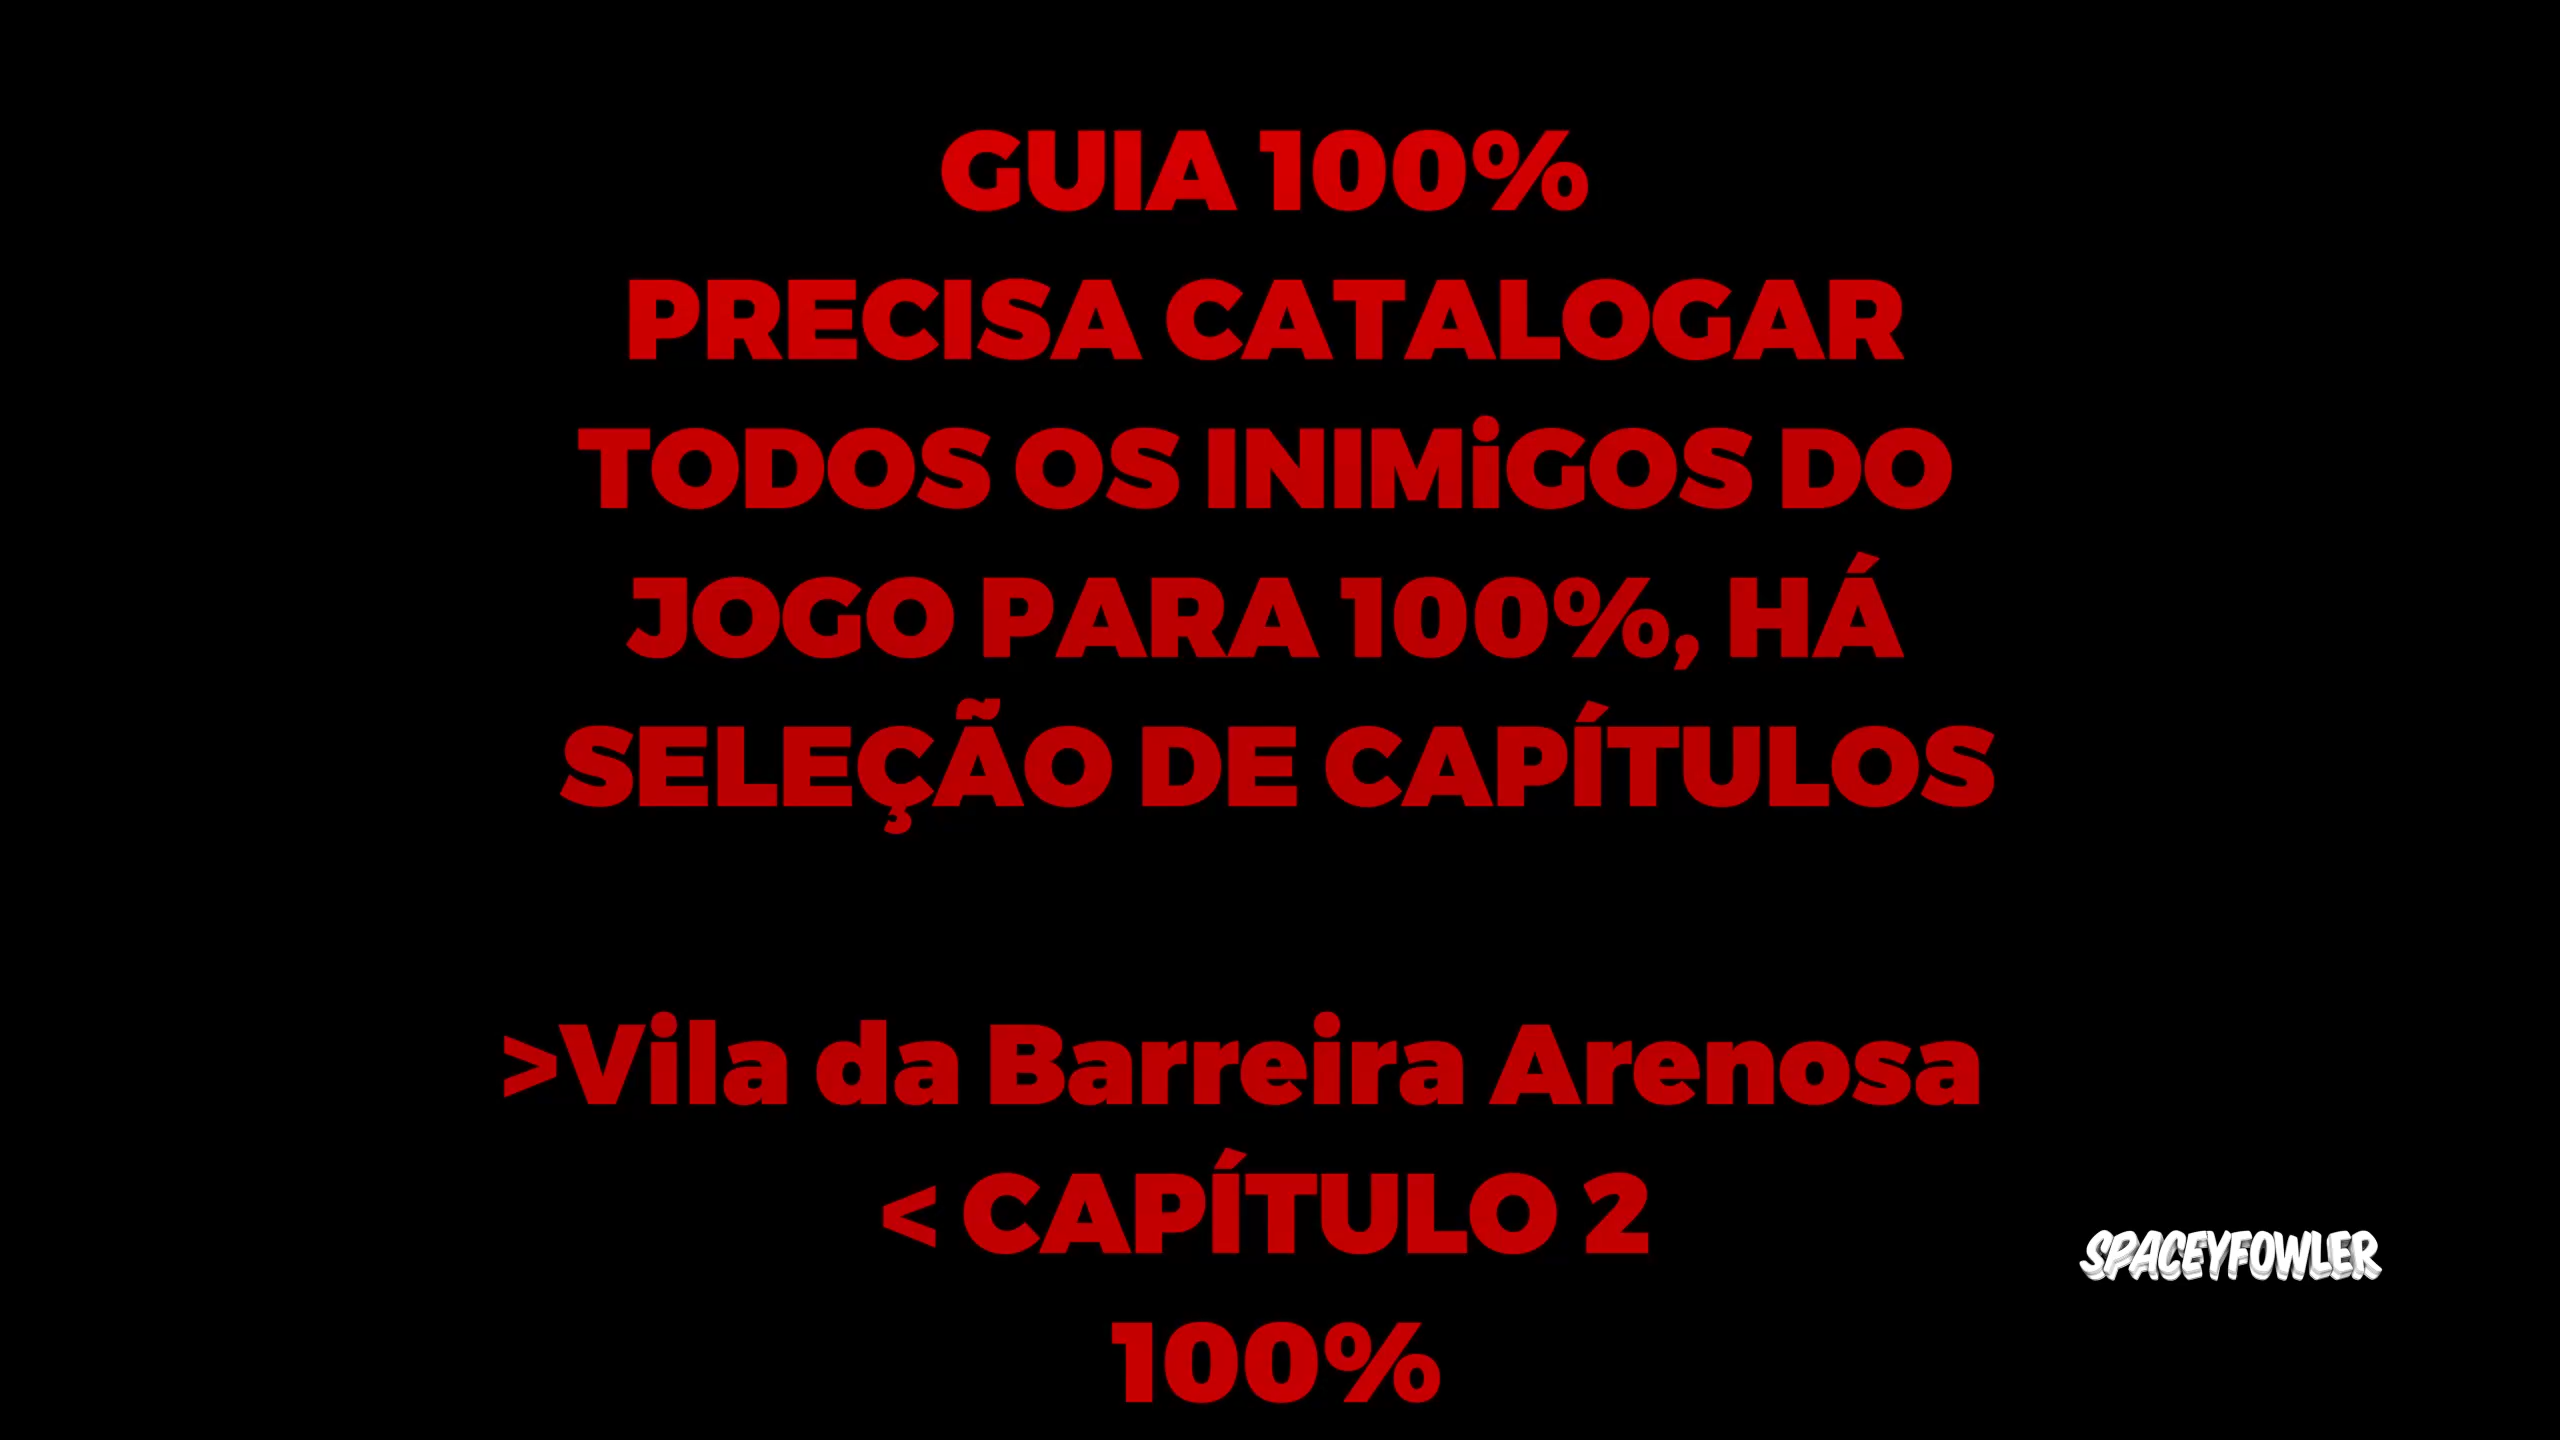 GUIA 100%
PRECISA CATALOGAR
TODOS OS INIMiGOS DO
JOGO PARA 100%, HÁ
SELEÇÃO DE CAPÍTULOS
>Vila da Barreira Arenosa
< CAPÍTULO 2
100%
SPACEYFOWLER